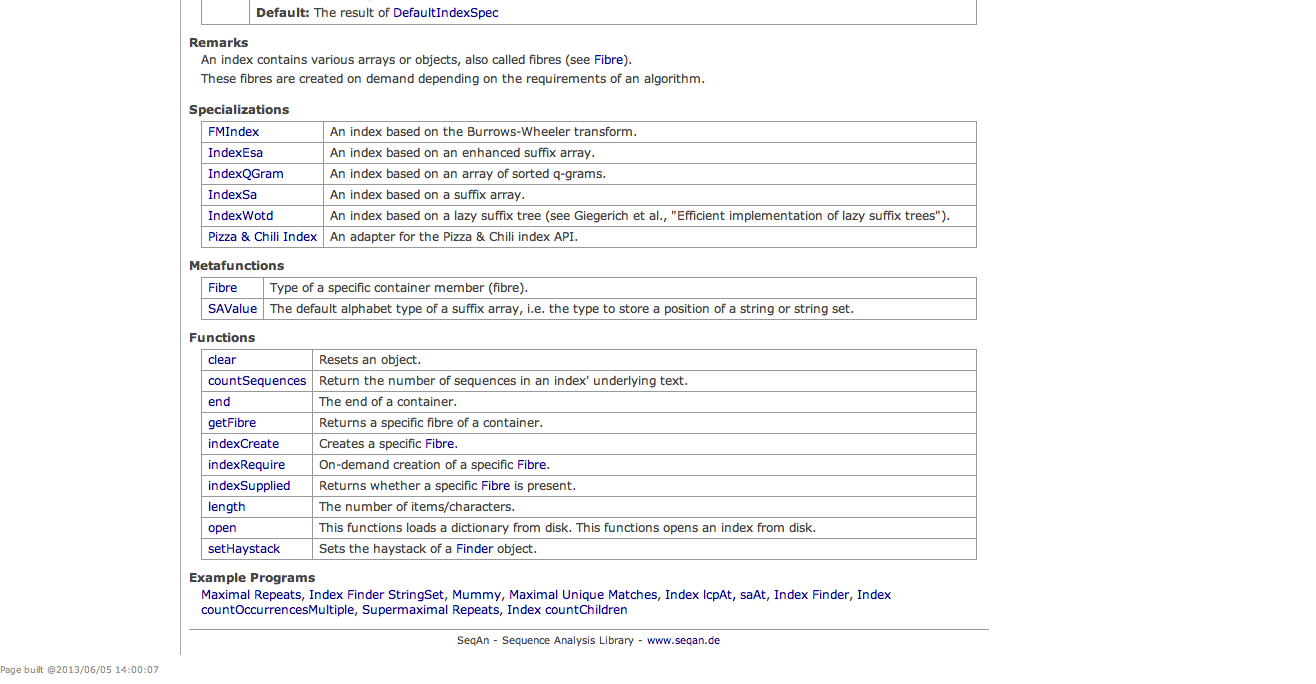 Default: The result of DefaultIndexSpec
Remarks
An index contains various arrays or objects, also called fibres (see Fibre).
These fibres are created on demand depending on the requirements of an algorithm.
Specializations
FMIndex An index based on the Burrows-Wheeler transform.
IndexEsa An index based on an enhanced suffix array.
IndexQGram An index based on an array of sorted q-grams.
IndexSa An index based on a suffix array.
IndexWotd An index based on a lazy suffix tree (see Giegerich et al., "Efficient implementation of lazy suffix trees").
Pizza & Chili Index An adapter for the Pizza & Chili index API.
Metafunctions
Fibre Type of a specific container member (fibre).
SAValue The default alphabet type of a suffix array, i.e. the type to store a position of a string or string set.
Functions
clear Resets an object.
countSequences Return the number of sequences in an index' underlying text.
end The end of a container.
getFibre Returns a specific fibre of a container.
indexCreate Creates a specific Fibre.
indexRequire On-demand creation of a specific Fibre.
indexSupplied Returns whether a specific Fibre is present.
length The number of items/characters.
open This functions loads a dictionary from disk. This functions opens an index from disk.
setHaystack Sets the haystack of a Finder object.
Example Programs
Maximal Repeats, Index Finder StringSet, Mummy, Maximal Unique Matches, Index lcpAt, saAt, Index Finder, Index
countOccurrencesMultiple, Supermaximal Repeats, Index countChildren
SeqAn - Sequence Analysis Library - www.seqan.de
Page built @2013/06/05 14:00:07